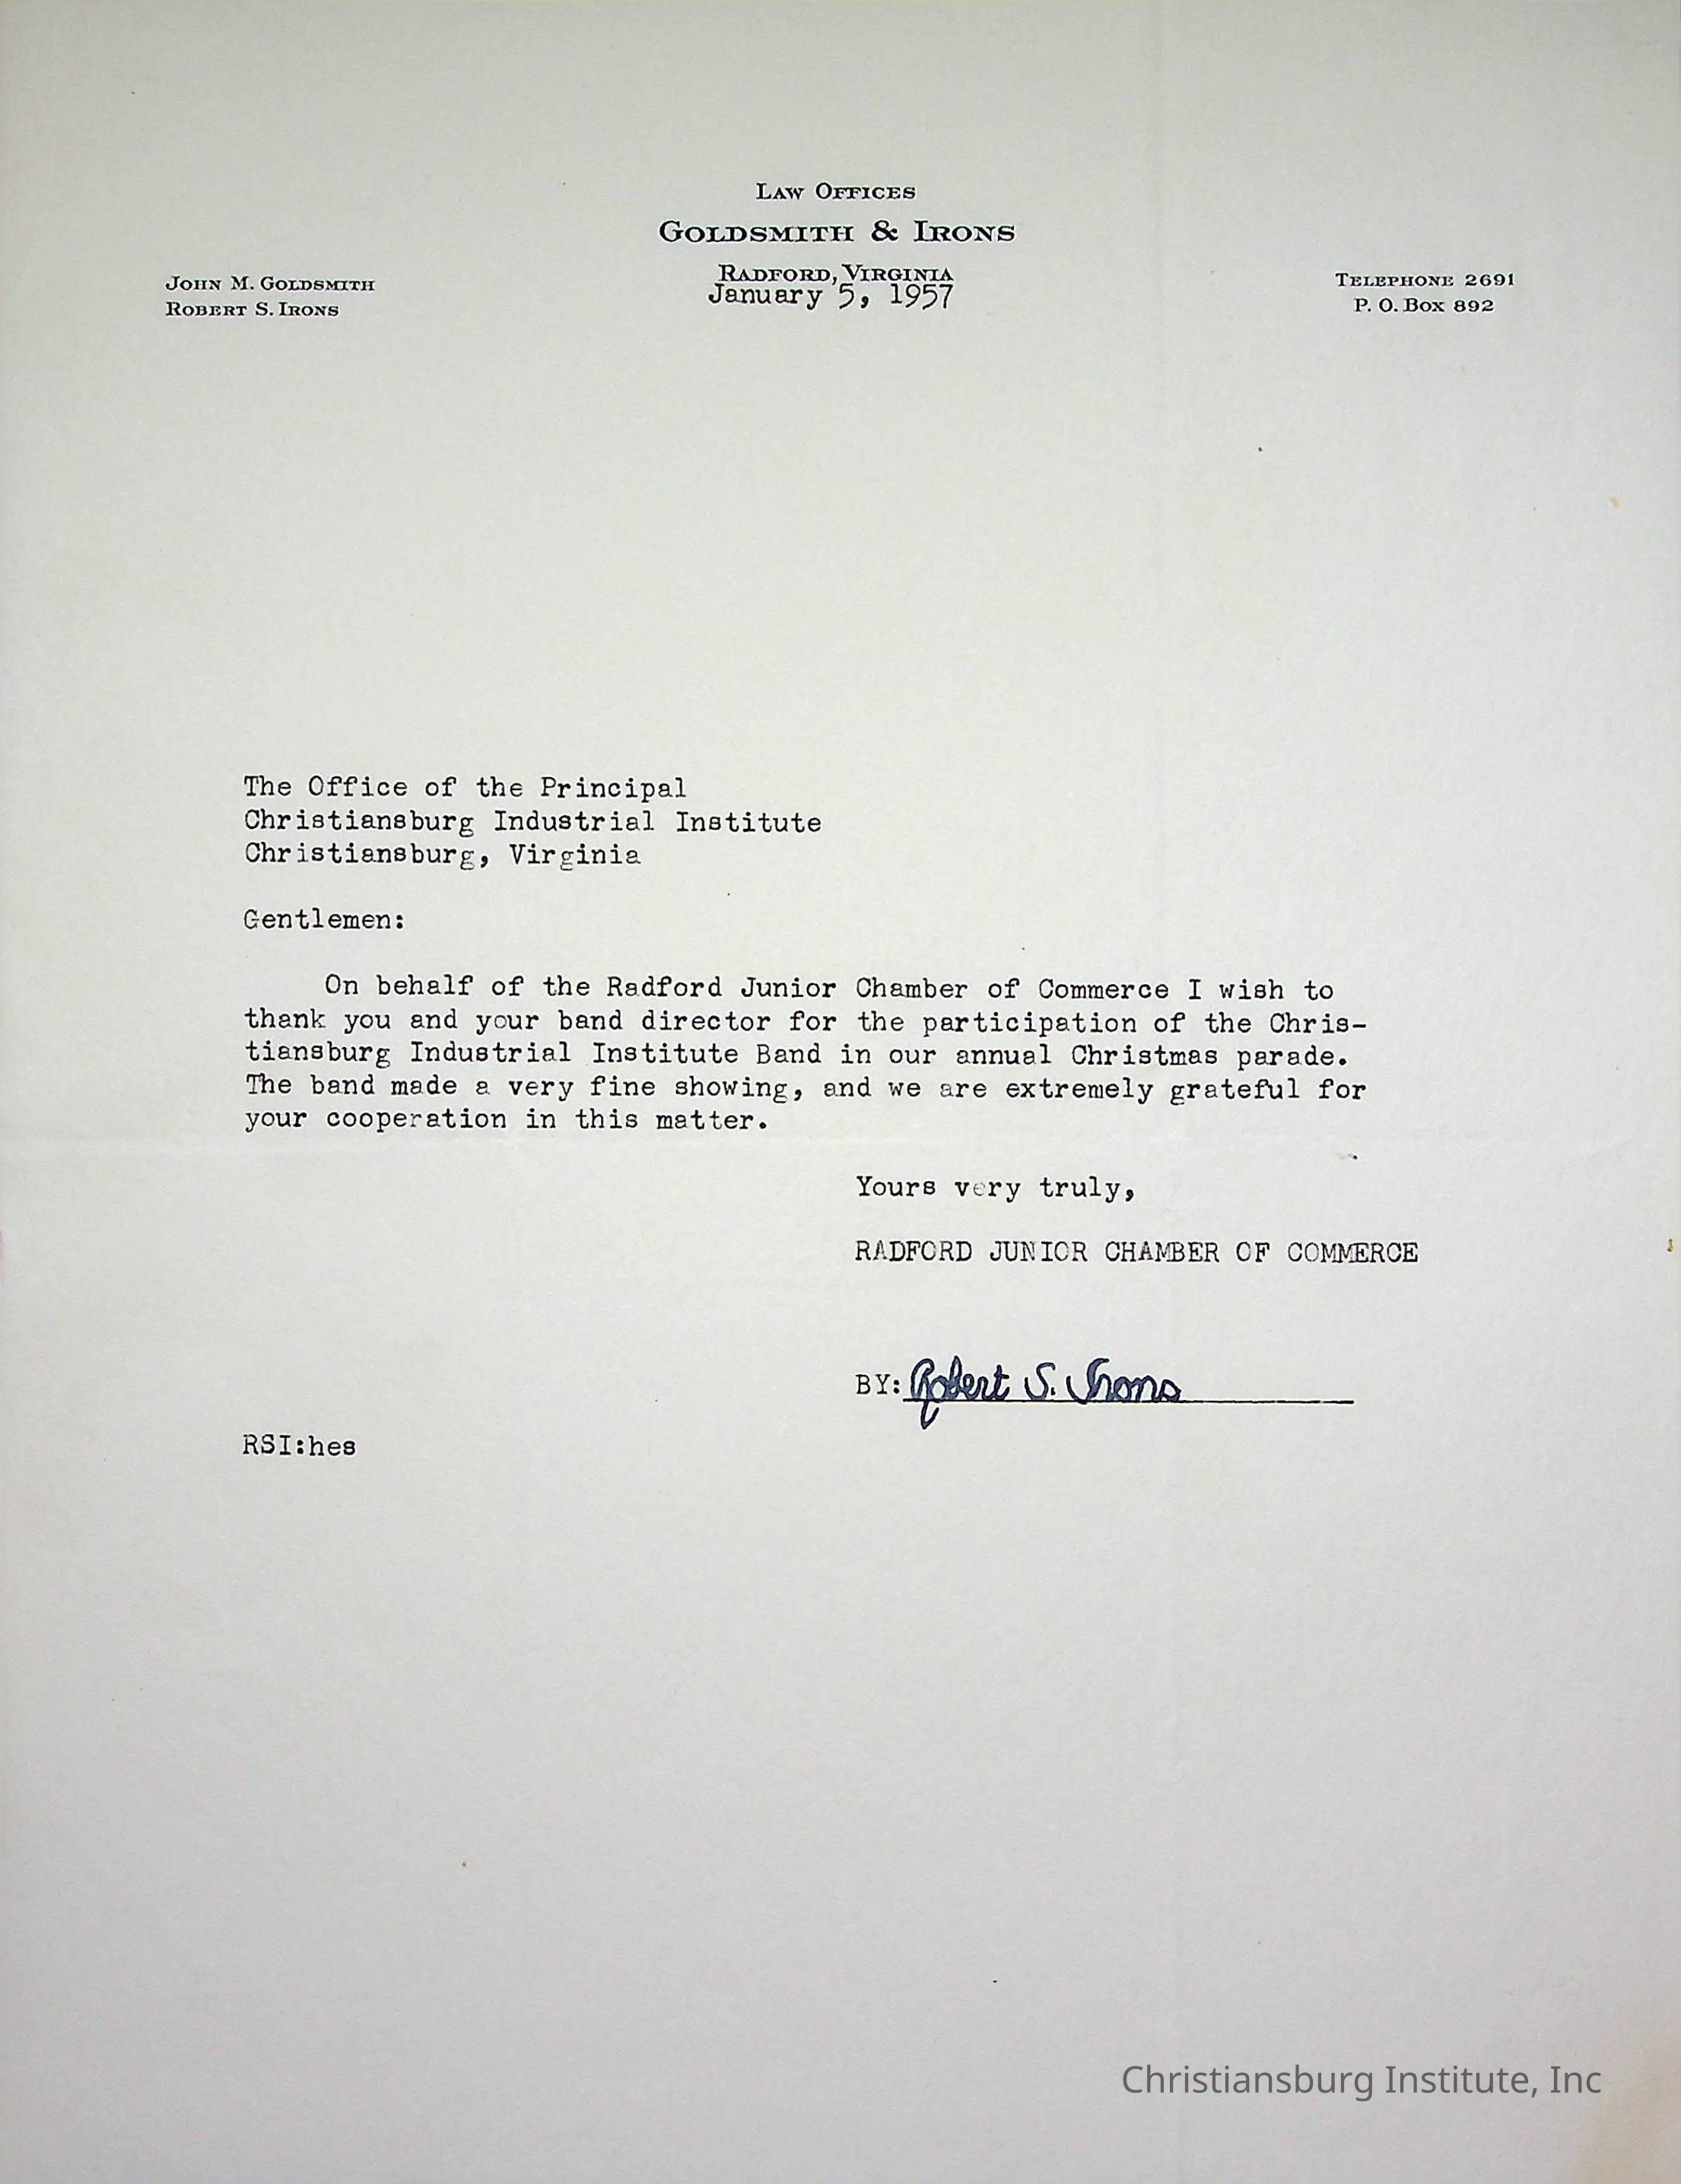 Law Offices
Goldsmith & Irons
Radford, Virginia
January 5, 1957
John M. Goldsmith
Robert S. Irons
Telephone 2691
P. O. Box 892
The Office of the Principal
Christiansburg Industrial Institute
Christiansburg, Virginia
Gentlemen:
On behalf of the Radford Junior Chamber of Commerce I wish to
thank you and your band director for the participation of the Chris-
tiansburg Industrial Institute Band in our annual Christmas parade.
The band made a very fine showing, and we are extremely grateful for
your cooperation in this matter.
Yours very truly,
RADFORD JUNIOR CHAMBER OF COMMERCE
BY: Robert S. Irons
RSI:hes
Christiansburg Institute, Inc